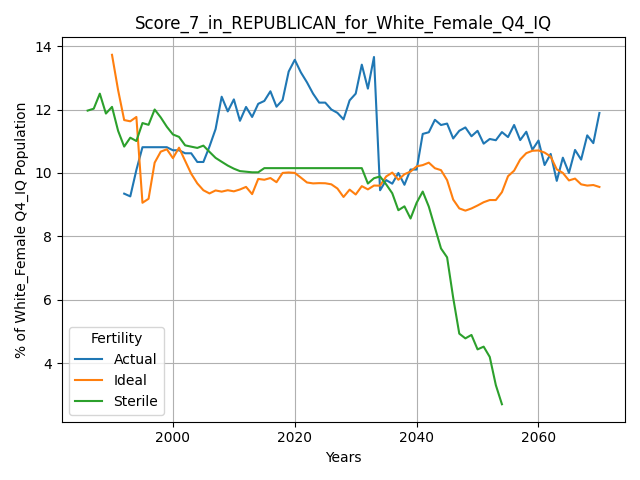 Score_7_in_REPUBLICAN_for_White_Female_Q4_IQ
% of White_Female Q4_IQ Population
14
12
10
8
6
4
Fertility
Actual
Ideal
Sterile
2000
2020
2040
2060
Years